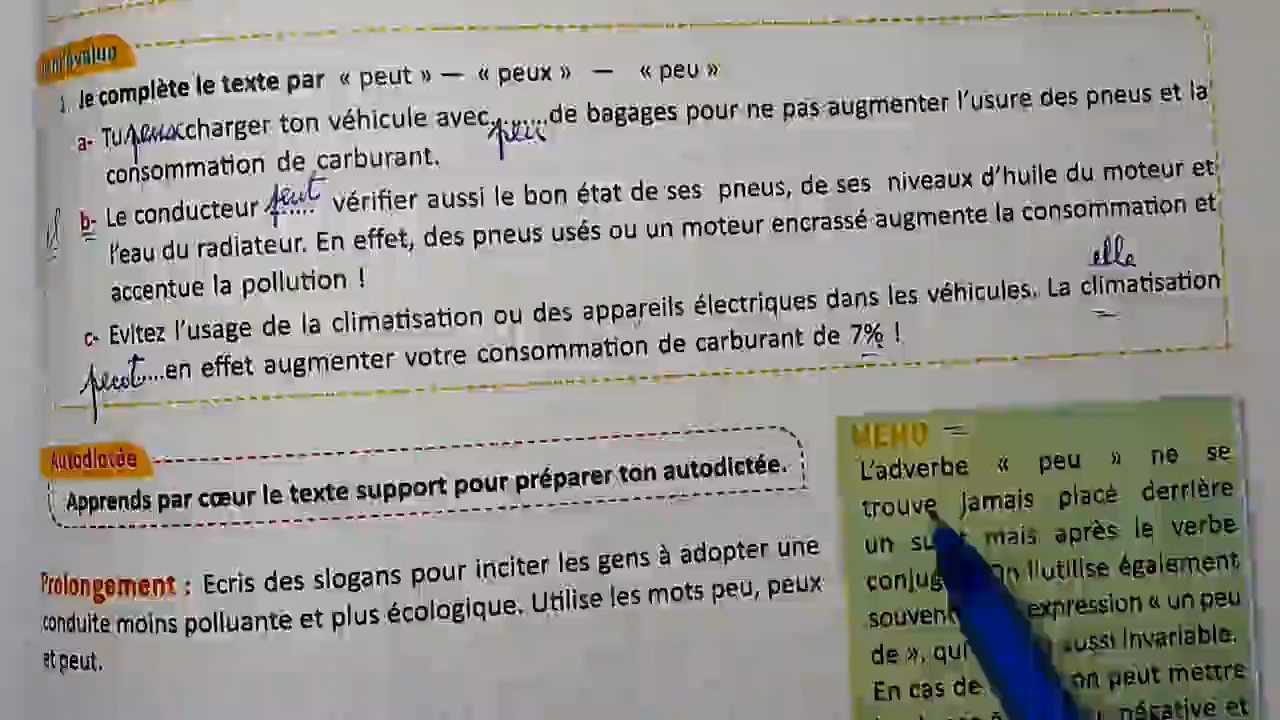 1. Je complète le texte par « peut » — « peux » — « peu »
a- Tu peux charger ton véhicule avec peu de bagages pour ne pas augmenter l'usure des pneus et la
consommation de carburant.
b- Le conducteur peut vérifier aussi le bon état de ses pneus, de ses niveaux d'huile du moteur et
l'eau du radiateur. En effet, des pneus usés ou un moteur encrassé augmente la consommation et
accentue la pollution !
elle
c- Evitez l'usage de la climatisation ou des appareils électriques dans les véhicules. La climatisation
peut...en effet augmenter votre consommation de carburant de 7% !
Autodictée
Apprends par cœur le texte support pour préparer ton autodictée.
Prolongement : Ecris des slogans pour inciter les gens à adopter une
conduite moins polluante et plus écologique. Utilise les mots peu, peux
et peut.
MEMO
L'adverbe « peu » ne se
trouve jamais placé derrière
un mais après le verbe
l'utilise également
expression « un peu
de », qui aussi invariable.
En cas de on peut mettre
négative et